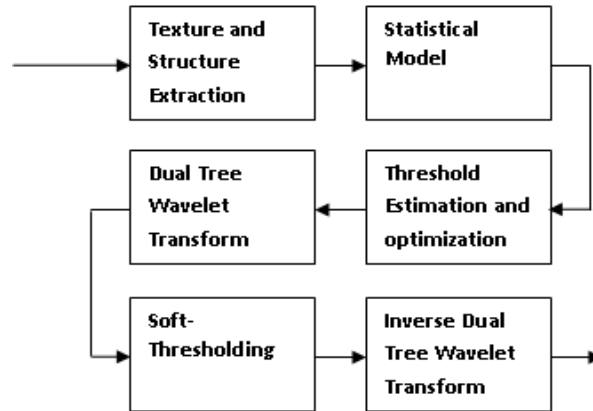 Texture and
Structure
Extraction
Statistical
Model
Threshold
Estimation and
optimization
Dual Tree
Wavelet
Transform
Soft-
Thresholding
Inverse Dual
Tree Wavelet
Transform